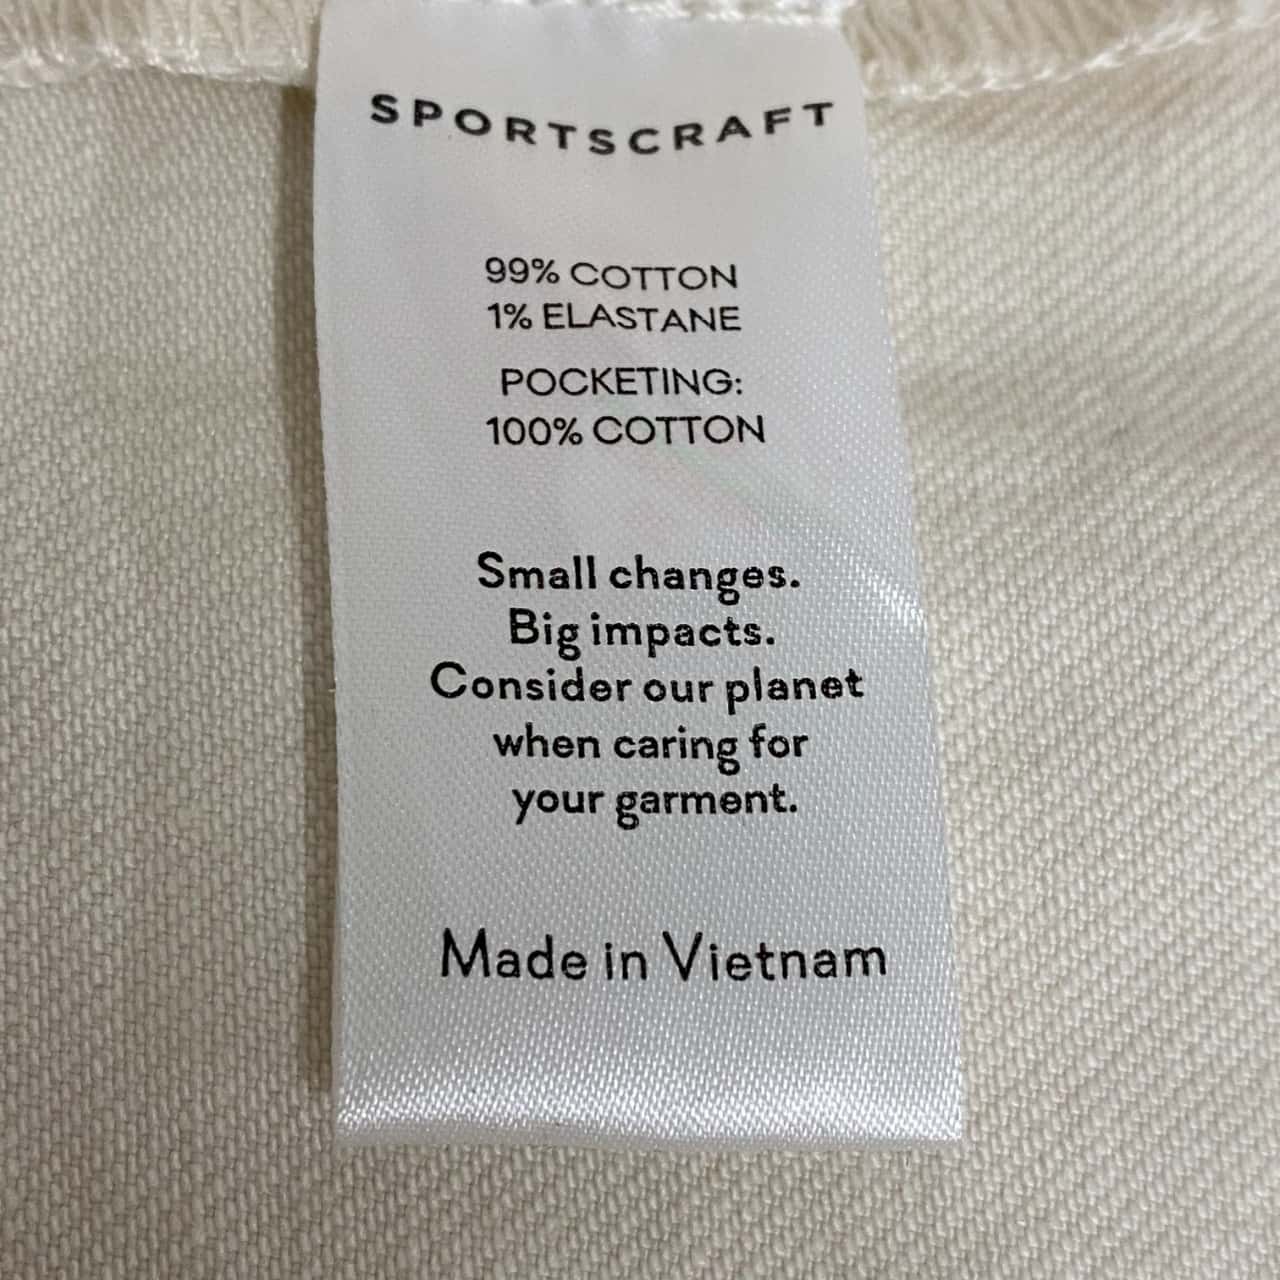 SPORTSCRAFT
99% COTTON
1% ELASTANE
POCKETING:
100% COTTON
Small changes.
Big impacts.
Consider our planet
when caring for
your garment.
Made in Vietnam